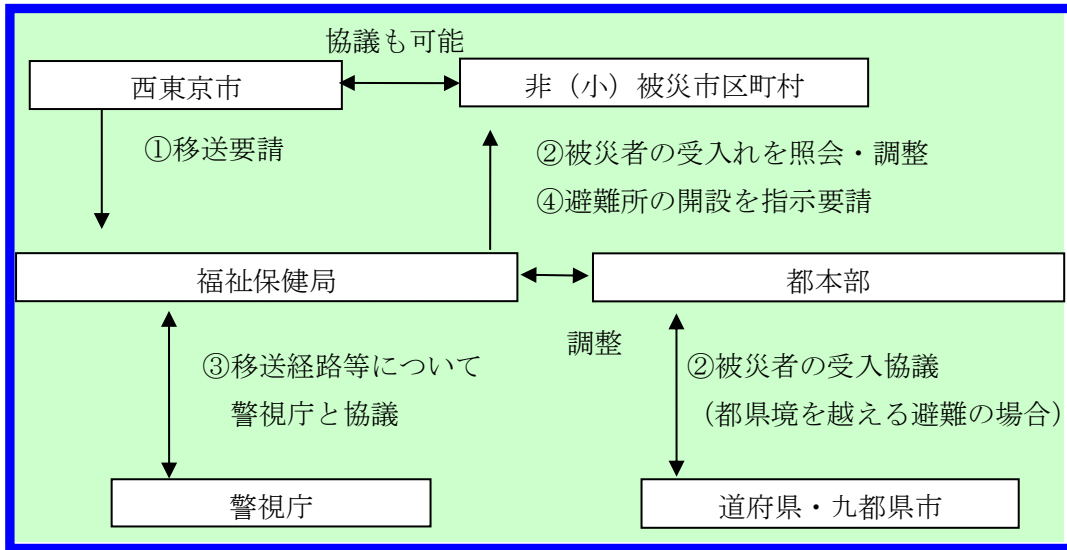 協議も可能
西東京市
非（小）被災市区町村
①移送要請
②被災者の受入れを照会・調整
④避難所の開設を指示要請
福祉保健局
都本部
調整
③移送経路等について
警視庁と協議
②被災者の受入協議
（都県境を越える避難の場合）
警視庁
道府県・九都県市